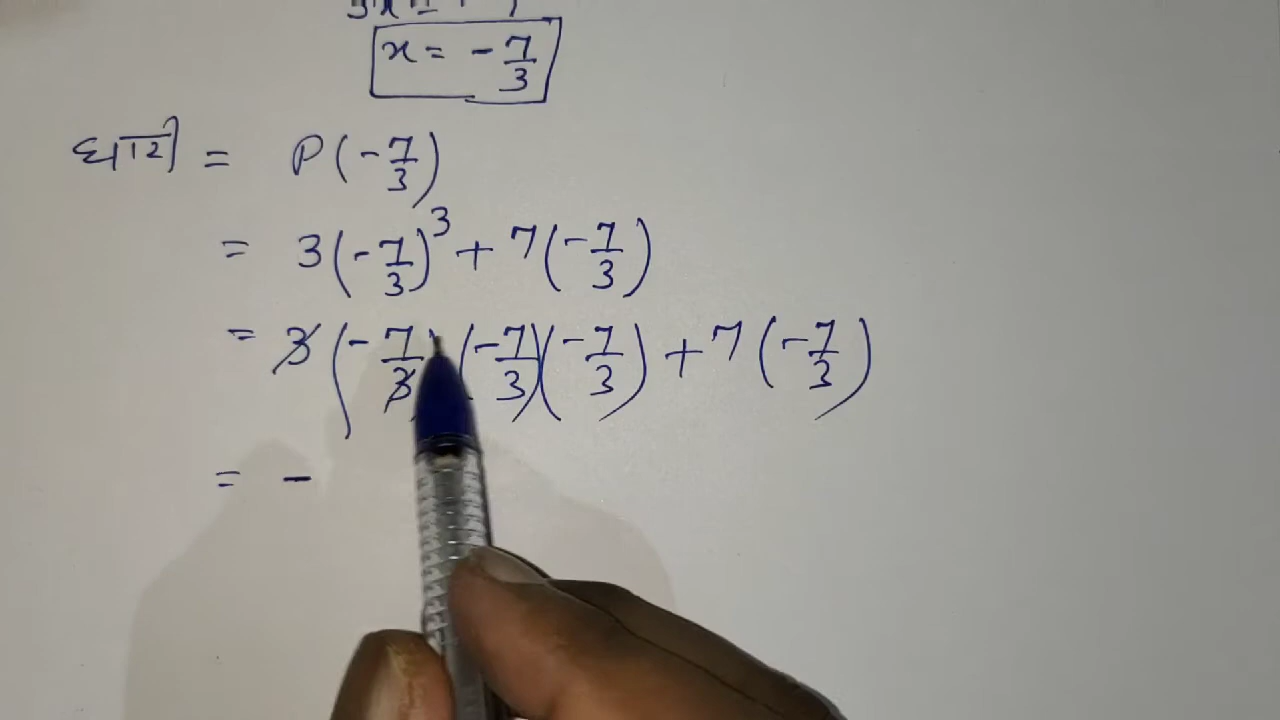 x = - 7/3
= P(- 7/3)
= 3(- 7/3)³ + 7(- 7/3)
= 3(- 7/3)(- 7/3)(- 7/3) + 7(- 7/3)
= -